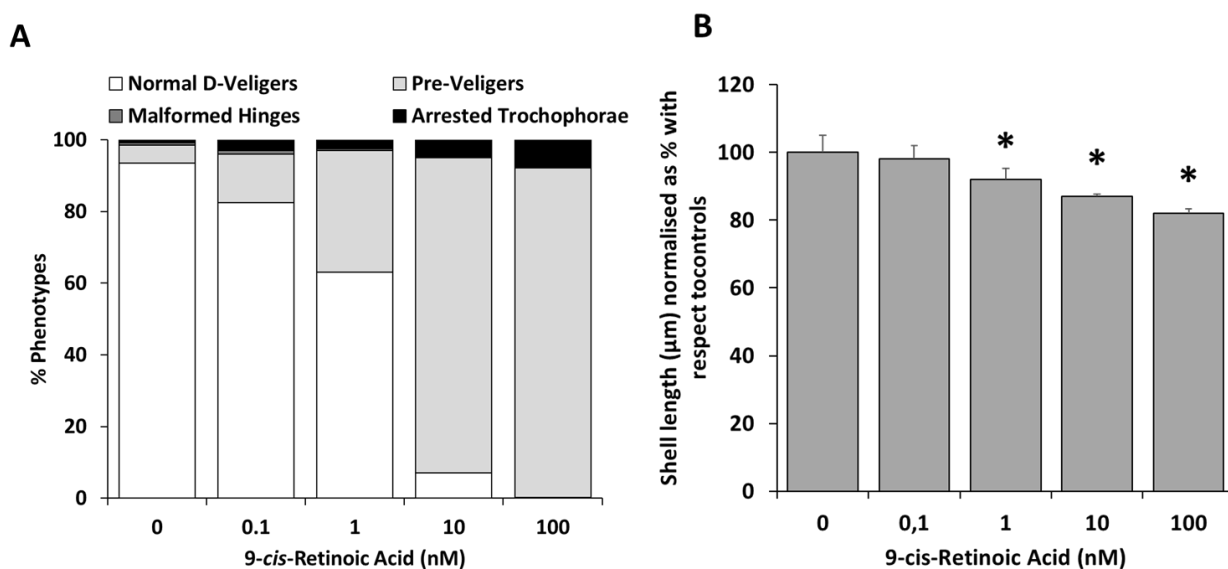 A
Normal D-Veligers
Pre-Veligers
Malformed Hinges
Arrested Trochophorae
100
80
60
40
20
0
% Phenotypes
0 0.1 1 10 100
9-cis-Retinoic Acid (nM)
B
120
100
80
60
40
20
0
Shell length (µm) normalised as % with
respect tocontrols
* * *
0 0,1 1 10 100
9-cis-Retinoic Acid (nM)